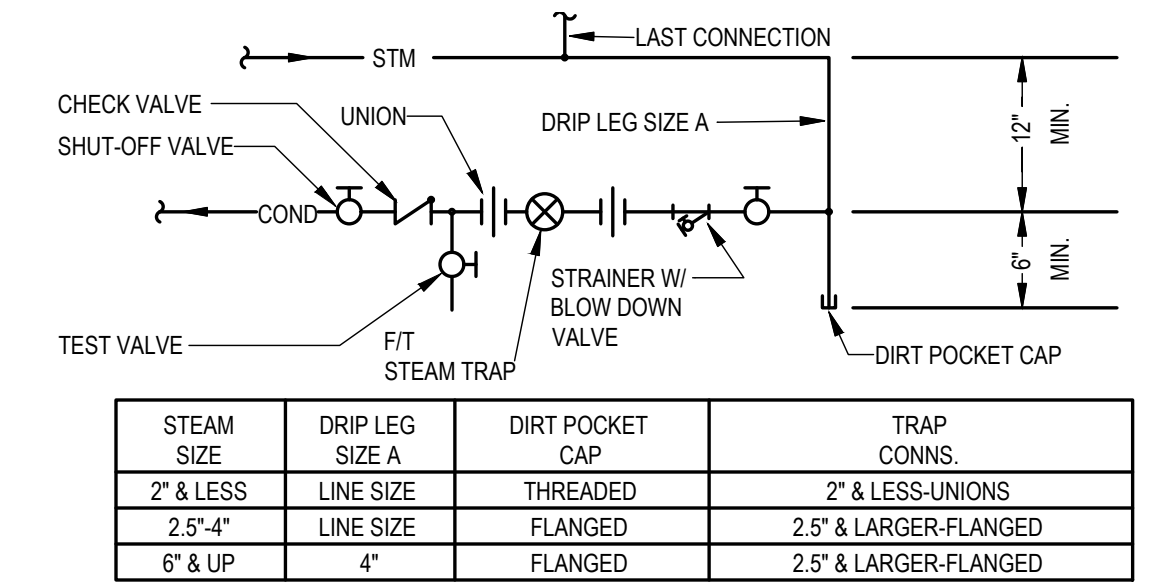 LAST CONNECTION
STM
CHECK VALVE
UNION
DRIP LEG SIZE A
12"
MIN.
SHUT-OFF VALVE
COND
6"
MIN.
STRAINER W/
BLOW DOWN
VALVE
TEST VALVE
F/T
STEAM TRAP
DIRT POCKET CAP
STEAM SIZE
DRIP LEG SIZE A
DIRT POCKET CAP
TRAP CONNS.
2" & LESS LINE SIZE THREADED 2" & LESS-UNIONS
2.5"-4" LINE SIZE FLANGED 2.5" & LARGER-FLANGED
6" & UP 4" FLANGED 2.5" & LARGER-FLANGED